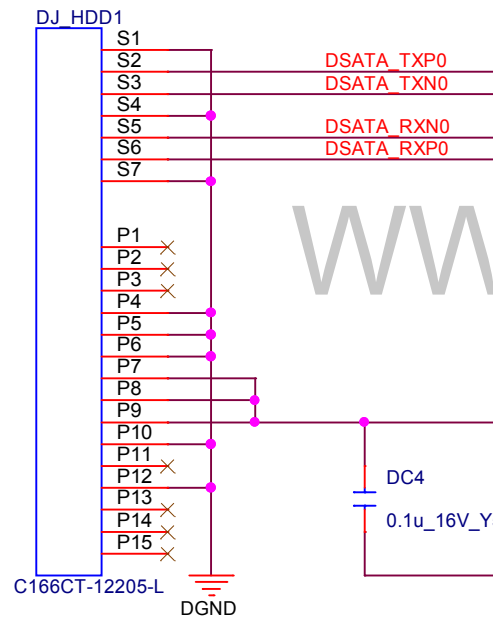 DJ_HDD1
S1
S2
DSATA_TXP0
S3
DSATA_TXN0
S4
S5
DSATA_RXN0
S6
DSATA_RXP0
S7
WW
P1
P2
P3
P4
P5
P6
P7
P8
P9
P10
P11
P12
DC4
P13
0.1u_16V_Y
P14
P15
C166CT-12205-L
DGND